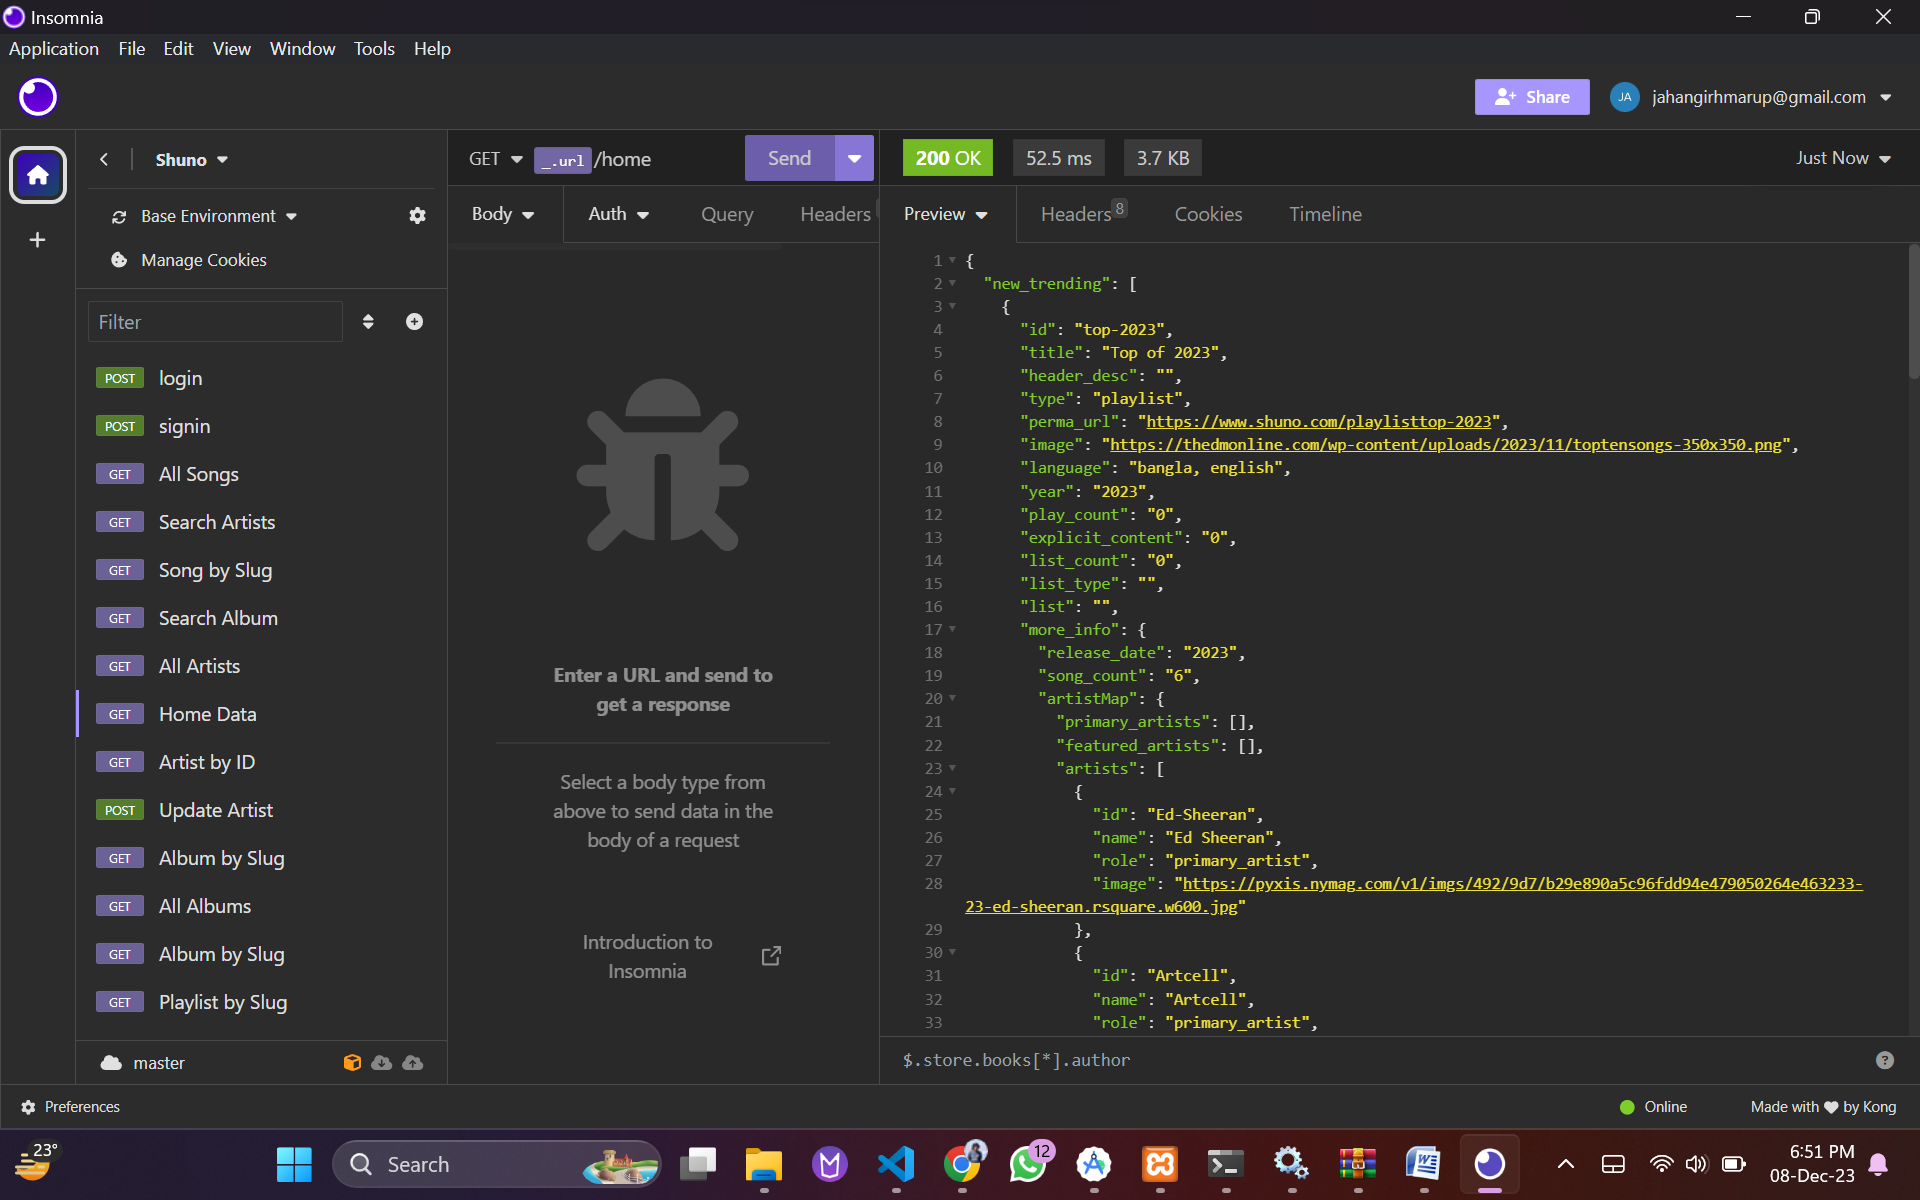 Insomnia
Application File Edit View Window Tools Help
Share
JA jahangirhmarup@gmail.com
Shuno
GET _.url /home Send
200 OK 52.5 ms 3.7 KB Just Now
Base Environment
Manage Cookies
Body Auth Query Headers
Preview Headers 8 Cookies Timeline
Filter
POST login
POST signin
GET All Songs
GET Search Artists
GET Song by Slug
GET Search Album
GET All Artists
GET Home Data
GET Artist by ID
POST Update Artist
GET Album by Slug
GET All Albums
GET Album by Slug
GET Playlist by Slug
master
Enter a URL and send to
get a response
Select a body type from
above to send data in the
body of a request
Introduction to
Insomnia
1 {
2 "new_trending": [
3 {
4 "id": "top-2023",
5 "title": "Top of 2023",
6 "header_desc": "",
7 "type": "playlist",
8 "perma_url": "https://www.shuno.com/playlisttop-2023",
9 "image": "https://thedmonline.com/wp-content/uploads/2023/11/toptensongs-350x350.png",
10 "language": "bangla, english",
11 "year": "2023",
12 "play_count": "0",
13 "explicit_content": "0",
14 "list_count": "0",
15 "list_type": "",
16 "list": "",
17 "more_info": {
18 "release_date": "2023",
19 "song_count": "6",
20 "artistMap": {
21 "primary_artists": [],
22 "featured_artists": [],
23 "artists": [
24 {
25 "id": "Ed-Sheeran",
26 "name": "Ed Sheeran",
27 "role": "primary_artist",
28 "image": "https://pyxis.nymag.com/v1/imgs/492/9d7/b29e890a5c96fdd94e479050264e463233-
23-ed-sheeran.rsquare.w600.jpg"
29 },
30 {
31 "id": "Artcell",
32 "name": "Artcell",
33 "role": "primary_artist",
$.store.books[*].author
Preferences
Online Made with ❤ by Kong
23°
Search
12
6:51 PM
08-Dec-23